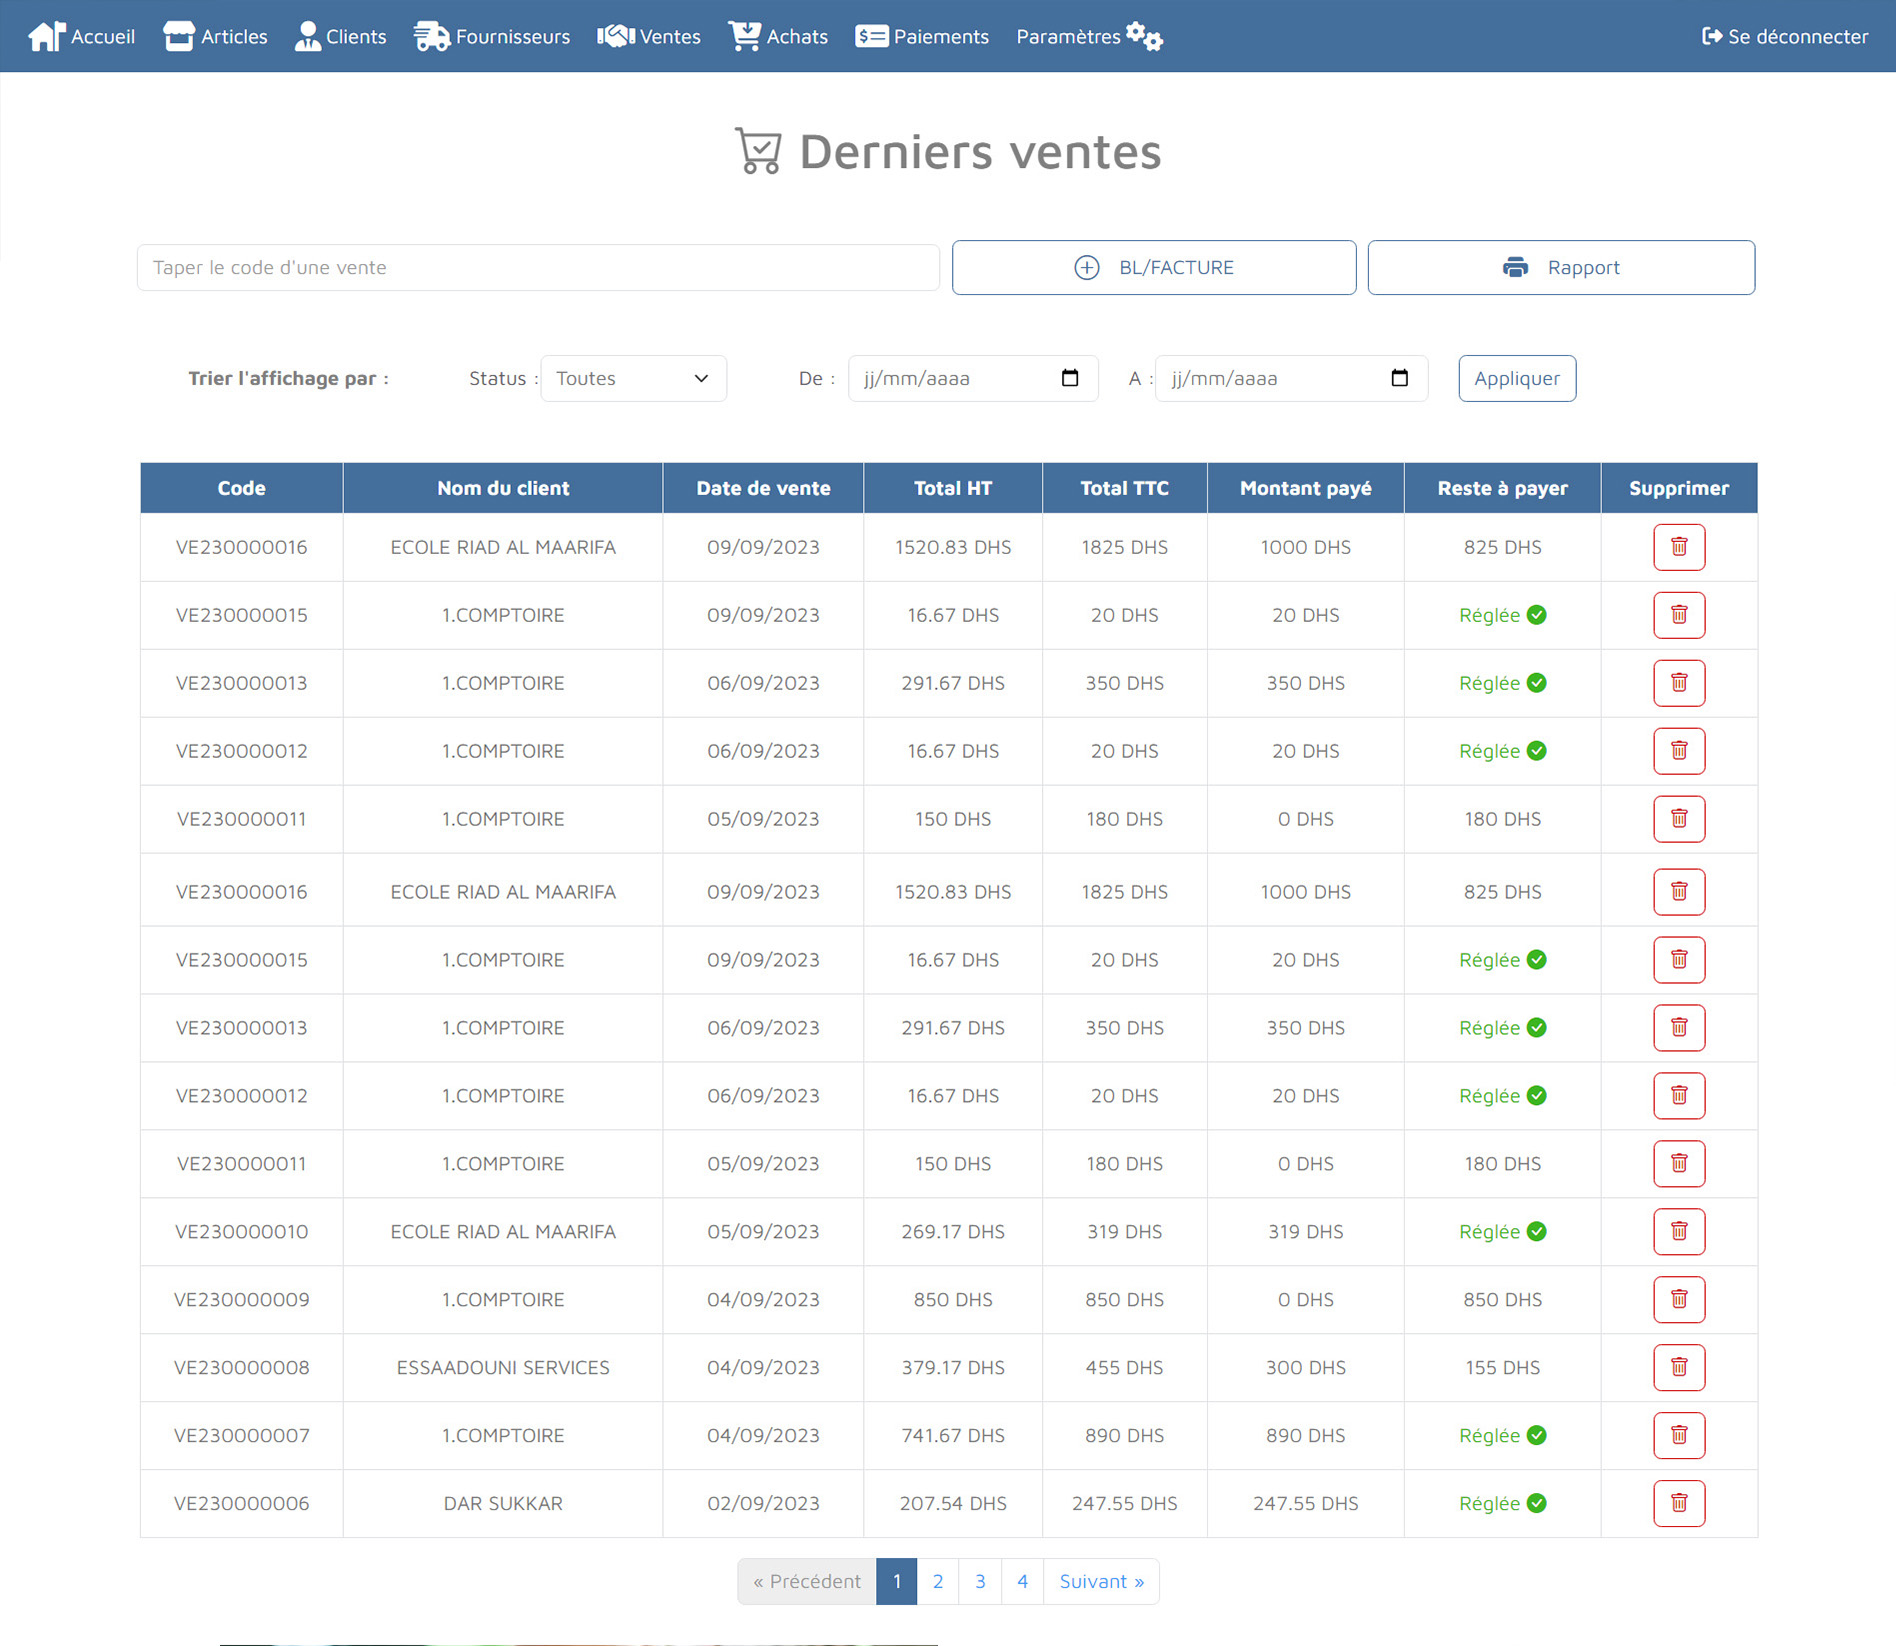 Accueil Articles Clients Fournisseurs Ventes Achats Paiements Paramètres Se déconnecter
Derniers ventes
Taper le code d'une vente BL/FACTURE Rapport
Trier l'affichage par : Status : Toutes De : jj/mm/aaaa A : jj/mm/aaaa Appliquer
Code Nom du client Date de vente Total HT Total TTC Montant payé Reste à payer Supprimer
VE230000016 ECOLE RIAD AL MAARIFA 09/09/2023 1520.83 DHS 1825 DHS 1000 DHS 825 DHS
VE230000015 1.COMPTOIRE 09/09/2023 16.67 DHS 20 DHS 20 DHS Réglée
VE230000013 1.COMPTOIRE 06/09/2023 291.67 DHS 350 DHS 350 DHS Réglée
VE230000012 1.COMPTOIRE 06/09/2023 16.67 DHS 20 DHS 20 DHS Réglée
VE230000011 1.COMPTOIRE 05/09/2023 150 DHS 180 DHS 0 DHS 180 DHS
VE230000016 ECOLE RIAD AL MAARIFA 09/09/2023 1520.83 DHS 1825 DHS 1000 DHS 825 DHS
VE230000015 1.COMPTOIRE 09/09/2023 16.67 DHS 20 DHS 20 DHS Réglée
VE230000013 1.COMPTOIRE 06/09/2023 291.67 DHS 350 DHS 350 DHS Réglée
VE230000012 1.COMPTOIRE 06/09/2023 16.67 DHS 20 DHS 20 DHS Réglée
VE230000011 1.COMPTOIRE 05/09/2023 150 DHS 180 DHS 0 DHS 180 DHS
VE230000010 ECOLE RIAD AL MAARIFA 05/09/2023 269.17 DHS 319 DHS 319 DHS Réglée
VE230000009 1.COMPTOIRE 04/09/2023 850 DHS 850 DHS 0 DHS 850 DHS
VE230000008 ESSAADOUNI SERVICES 04/09/2023 379.17 DHS 455 DHS 300 DHS 155 DHS
VE230000007 1.COMPTOIRE 04/09/2023 741.67 DHS 890 DHS 890 DHS Réglée
VE230000006 DAR SUKKAR 02/09/2023 207.54 DHS 247.55 DHS 247.55 DHS Réglée
« Précédent 1 2 3 4 Suivant »